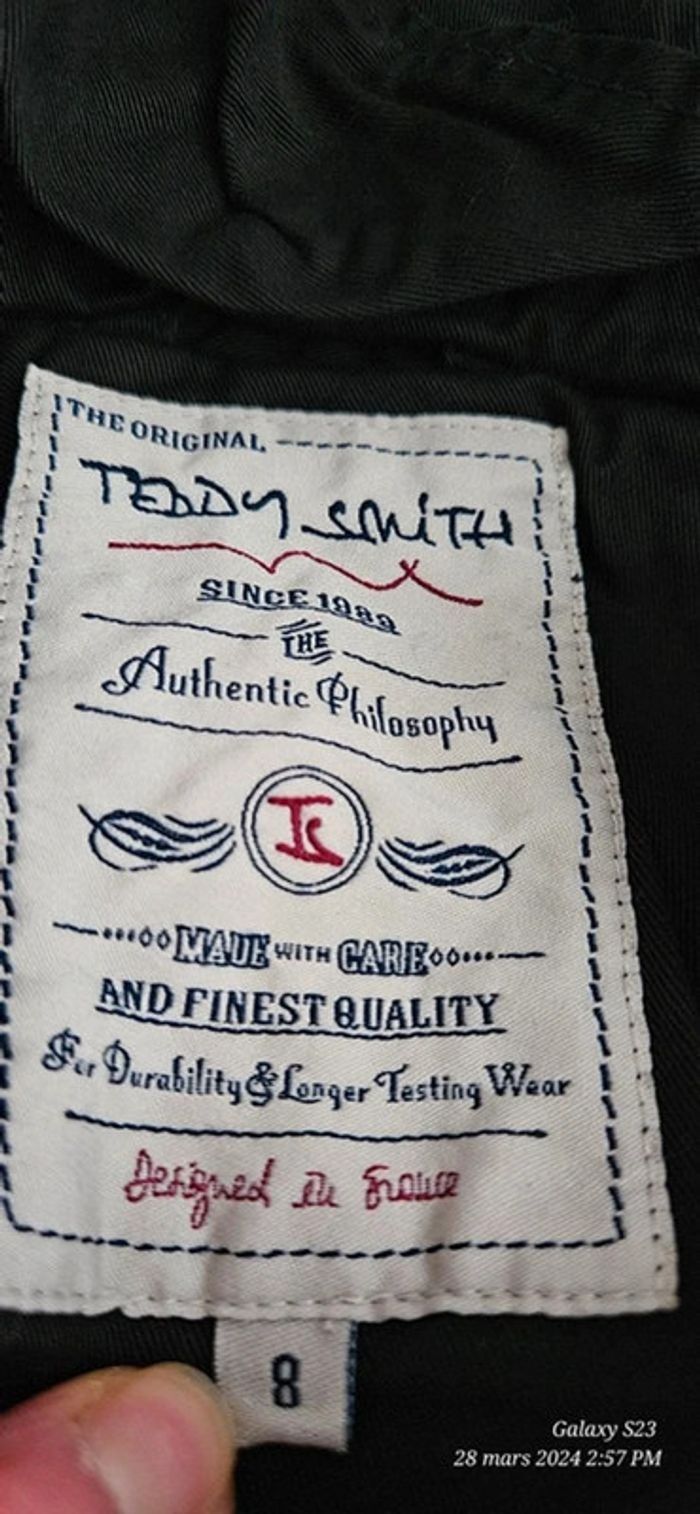 THE ORIGINAL
TEDDY SMITH
SINCE 1989
THE
Authentic Philosophy
TS
MADE WITH CARE
AND FINEST QUALITY
For Durability & Longer Testing Wear
Designed in France
8
Galaxy S23
28 mars 2024 2:57 PM